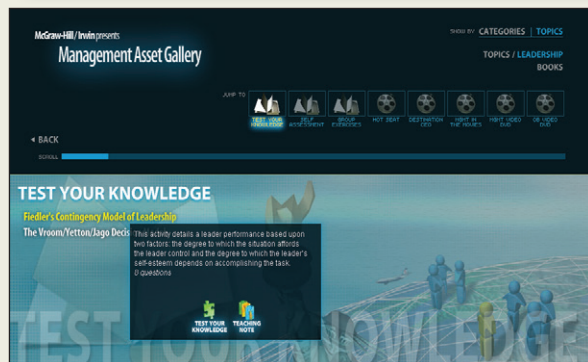 McGraw-Hill / Irwin presents
Management Asset Gallery
SHOW BY CATEGORIES | TOPICS
TOPICS / LEADERSHIP
BOOKS
JUMP TO
TEST YOUR KNOWLEDGE
SELF ASSESSMENT
GROUP EXERCISES
HOT SEAT
DESTINATION CEO
MGMT IN THE MOVIES
MGMT VIDEO DVD
OB VIDEO DVD
BACK
SCROLL
TEST YOUR KNOWLEDGE
Fiedler's Contingency Model of Leadership
The Vroom/Yetton/Jago Decis
This activity details a leader performance based upon
two factors: the degree to which the situation affords
the leader control and the degree to which the leader's
self-esteem depends on accomplishing the task.
0 questions
TEST YOUR KNOWLEDGE
TEACHING NOTE
TEST YOUR KNOWLEDGE